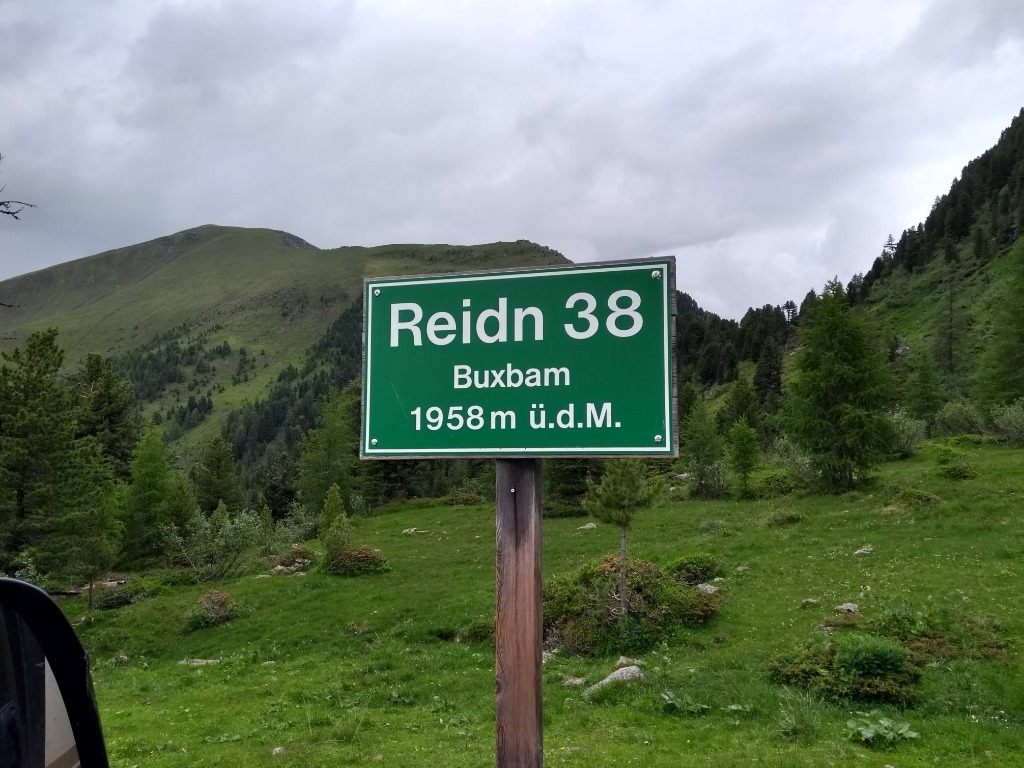 Reidn 38
Buxbam
1958 m ü.d.M.